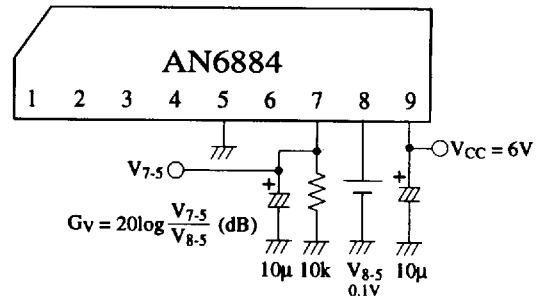 AN6884
1 2 3 4 5 6 7 8 9
V7-5
+
+
VCC = 6V
GV = 20log V7-5/V8-5 (dB)
10μ 10k V8-5 10μ
0.1V